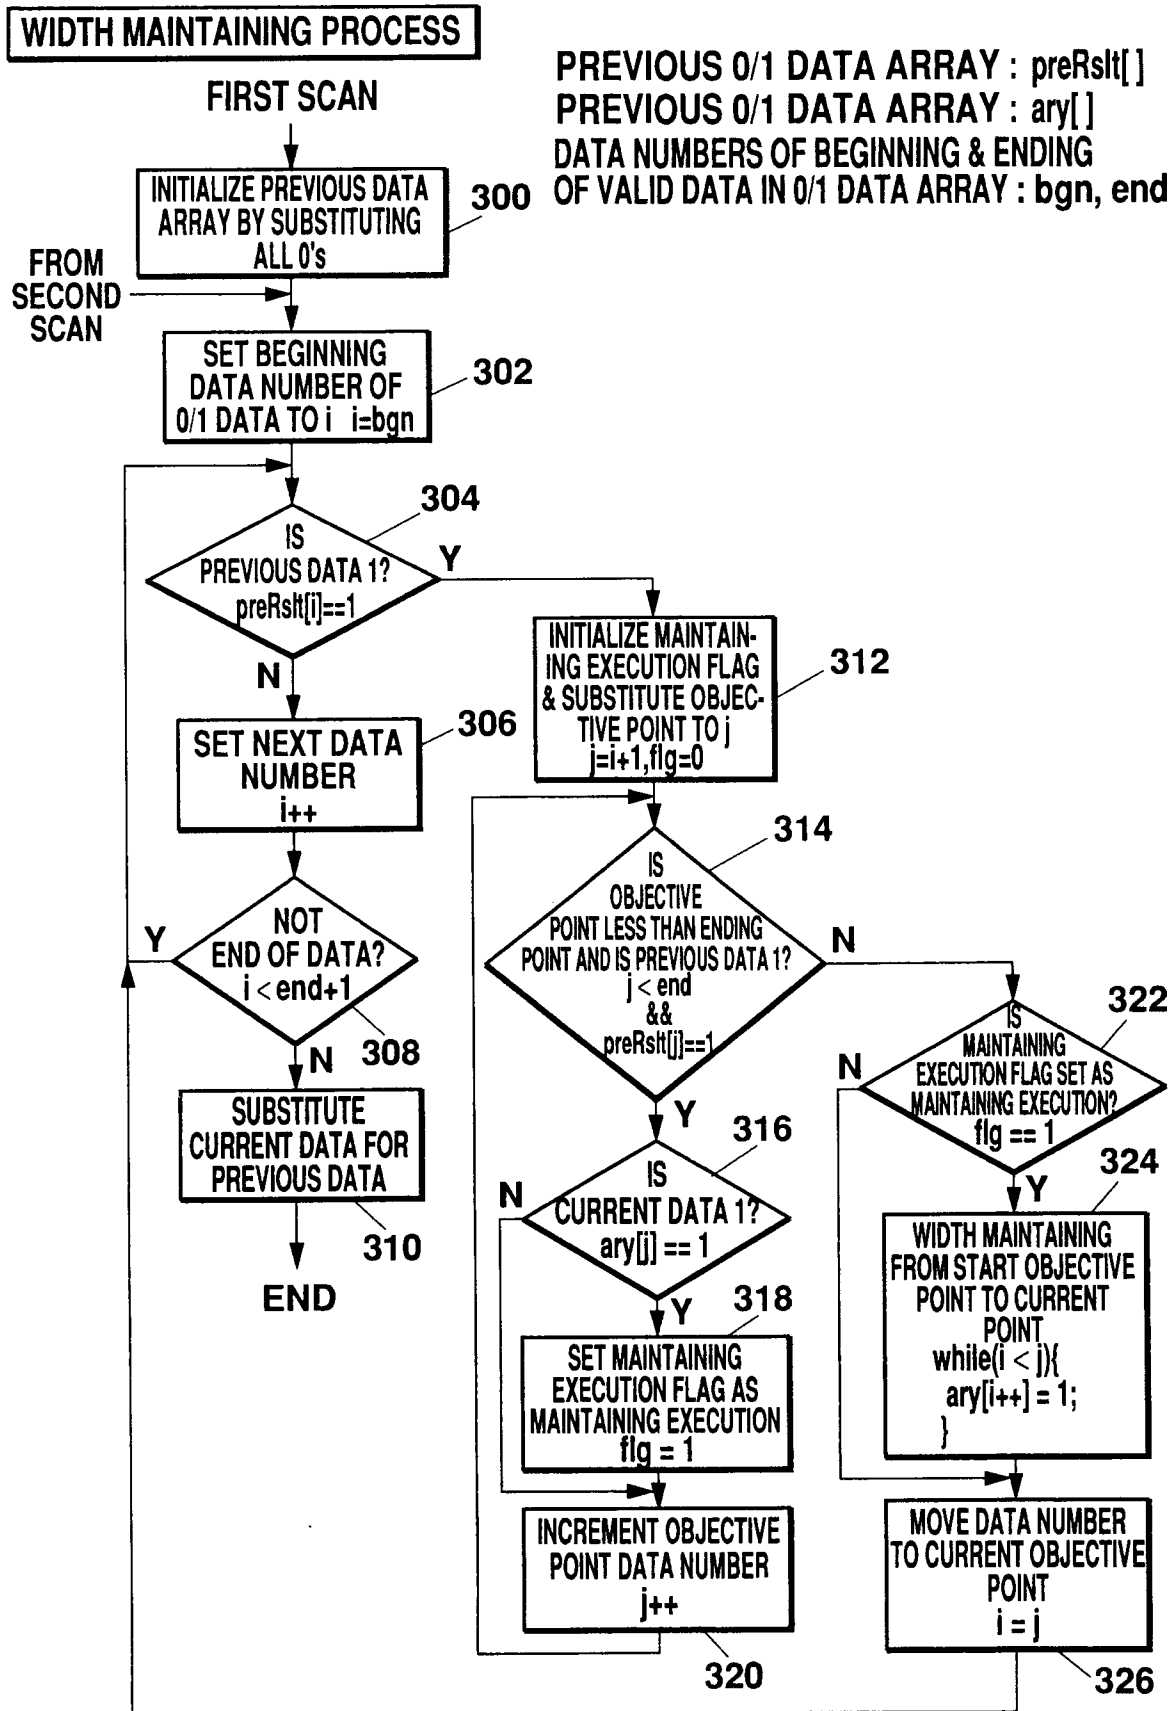 WIDTH MAINTAINING PROCESS
PREVIOUS 0/1 DATA ARRAY : preRslt[ ]
PREVIOUS 0/1 DATA ARRAY : ary[ ]
DATA NUMBERS OF BEGINNING & ENDING
OF VALID DATA IN 0/1 DATA ARRAY : bgn, end
FIRST SCAN
INITIALIZE PREVIOUS DATA
ARRAY BY SUBSTITUTING
ALL 0's
300
FROM
SECOND
SCAN
SET BEGINNING
DATA NUMBER OF
0/1 DATA TO i i=bgn
302
304
IS
PREVIOUS DATA 1?
preRslt[i]==1
Y
N
SET NEXT DATA
NUMBER
i++
306
NOT
END OF DATA?
i < end+1
Y
308
N
SUBSTITUTE
CURRENT DATA FOR
PREVIOUS DATA
310
END
INITIALIZE MAINTAIN-
ING EXECUTION FLAG
& SUBSTITUTE OBJEC-
TIVE POINT TO j
j=i+1,flg=0
312
314
IS
OBJECTIVE
POINT LESS THAN ENDING
POINT AND IS PREVIOUS DATA 1?
j < end
&&
preRslt[j]==1
N
Y
316
IS
CURRENT DATA 1?
ary[j] == 1
N
Y
318
SET MAINTAINING
EXECUTION FLAG AS
MAINTAINING EXECUTION
flg = 1
INCREMENT OBJECTIVE
POINT DATA NUMBER
j++
320
322
IS
MAINTAINING
EXECUTION FLAG SET AS
MAINTAINING EXECUTION?
flg == 1
N
Y
324
WIDTH MAINTAINING
FROM START OBJECTIVE
POINT TO CURRENT
POINT
while(i < j){
ary[i++] = 1;
}
MOVE DATA NUMBER
TO CURRENT OBJECTIVE
POINT
i = j
326